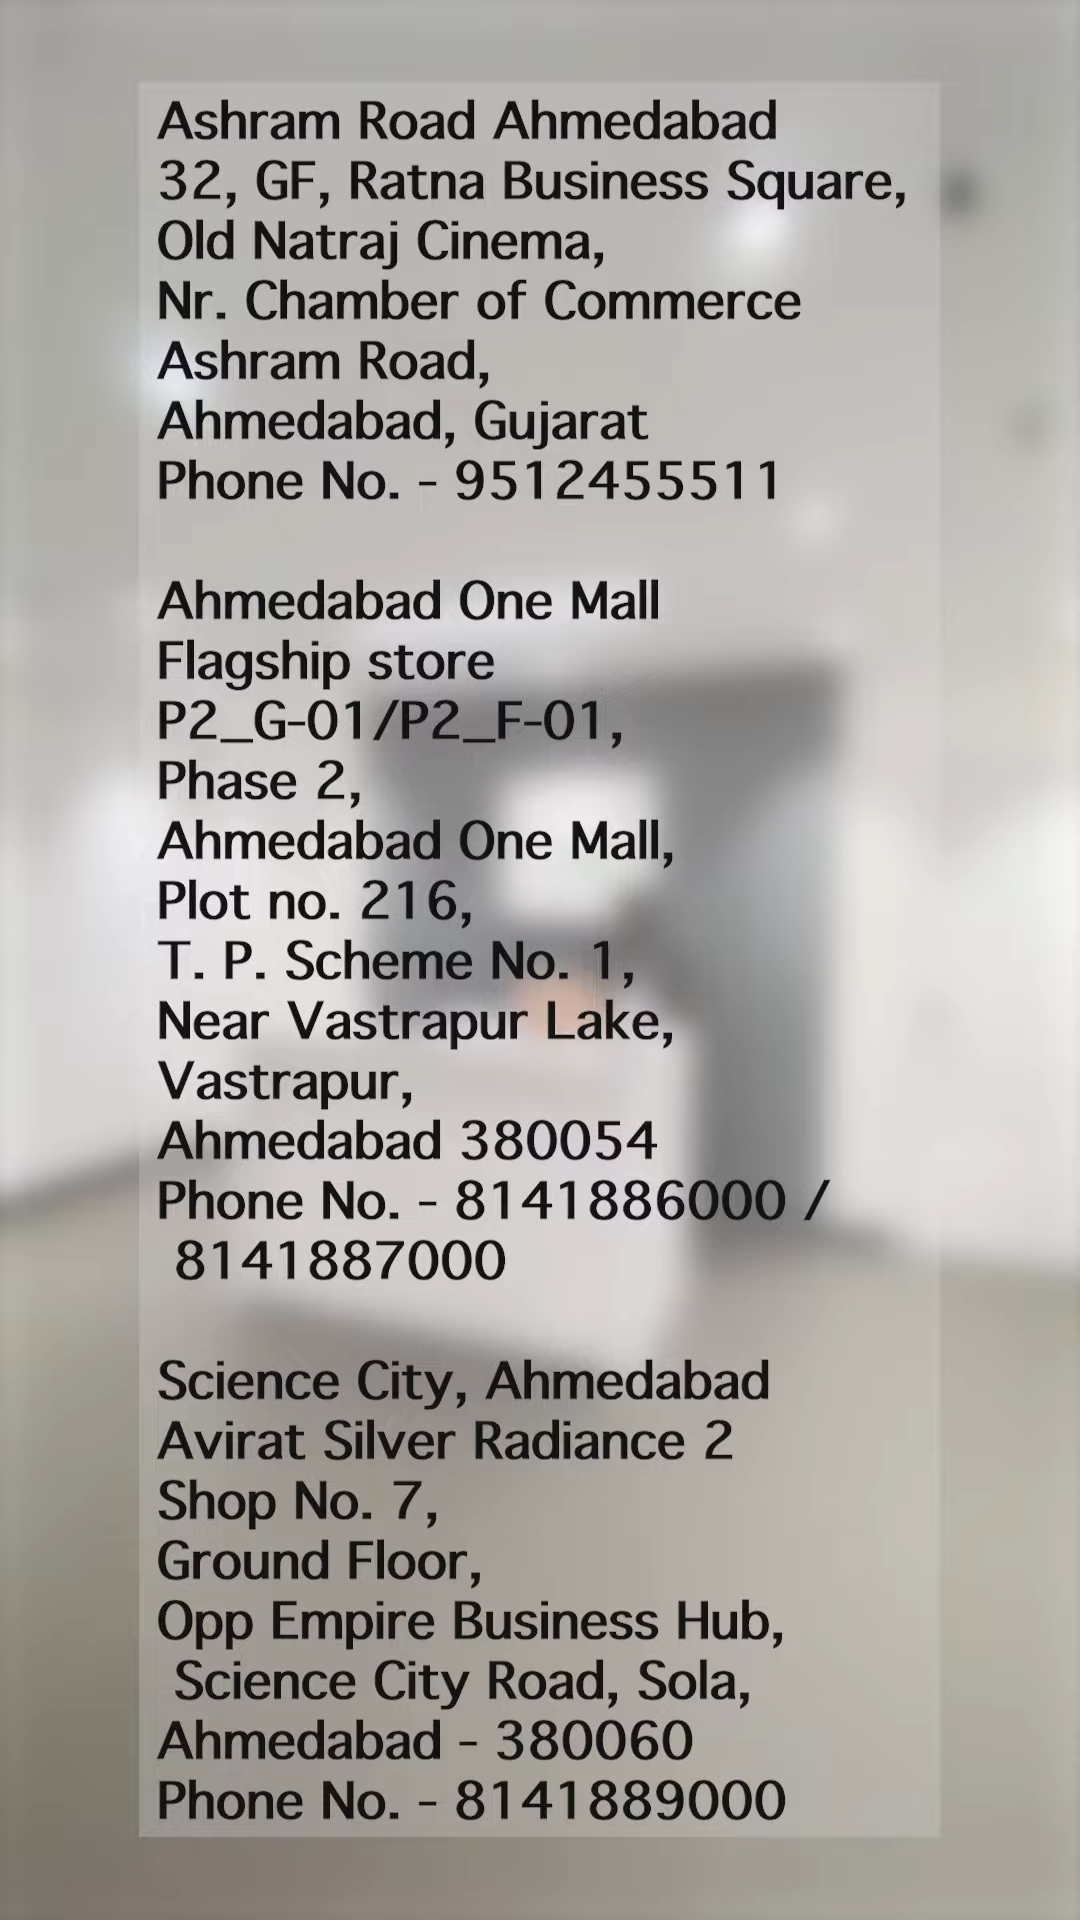 Ashram Road Ahmedabad
32, GF, Ratna Business Square,
Old Natraj Cinema,
Nr. Chamber of Commerce
Ashram Road,
Ahmedabad, Gujarat
Phone No. - 9512455511
Ahmedabad One Mall
Flagship store
P2_G-01/P2_F-01,
Phase 2,
Ahmedabad One Mall,
Plot no. 216,
T. P. Scheme No. 1,
Near Vastrapur Lake,
Vastrapur,
Ahmedabad 380054
Phone No. - 8141886000 /
8141887000
Science City, Ahmedabad
Avirat Silver Radiance 2
Shop No. 7,
Ground Floor,
Opp Empire Business Hub,
Science City Road, Sola,
Ahmedabad - 380060
Phone No. - 8141889000